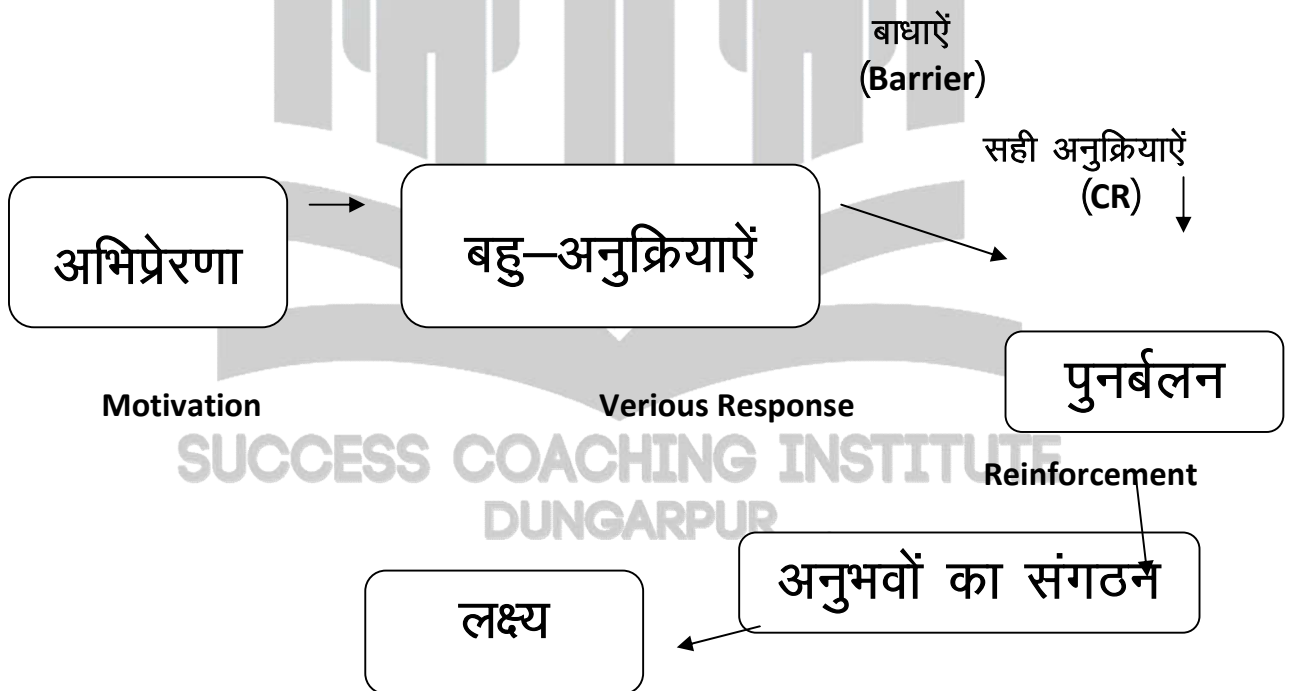 बाधाऐं
(Barrier)
सही अनुक्रियाऐं
(CR)
अभिप्रेरणा
बहु–अनुक्रियाऐं
पुनर्बलन
Motivation
Verious Response
SUCCESS COACHING INSTITUTE
Reinforcement
DUNGARPUR
अनुभवों का संगठन
लक्ष्य